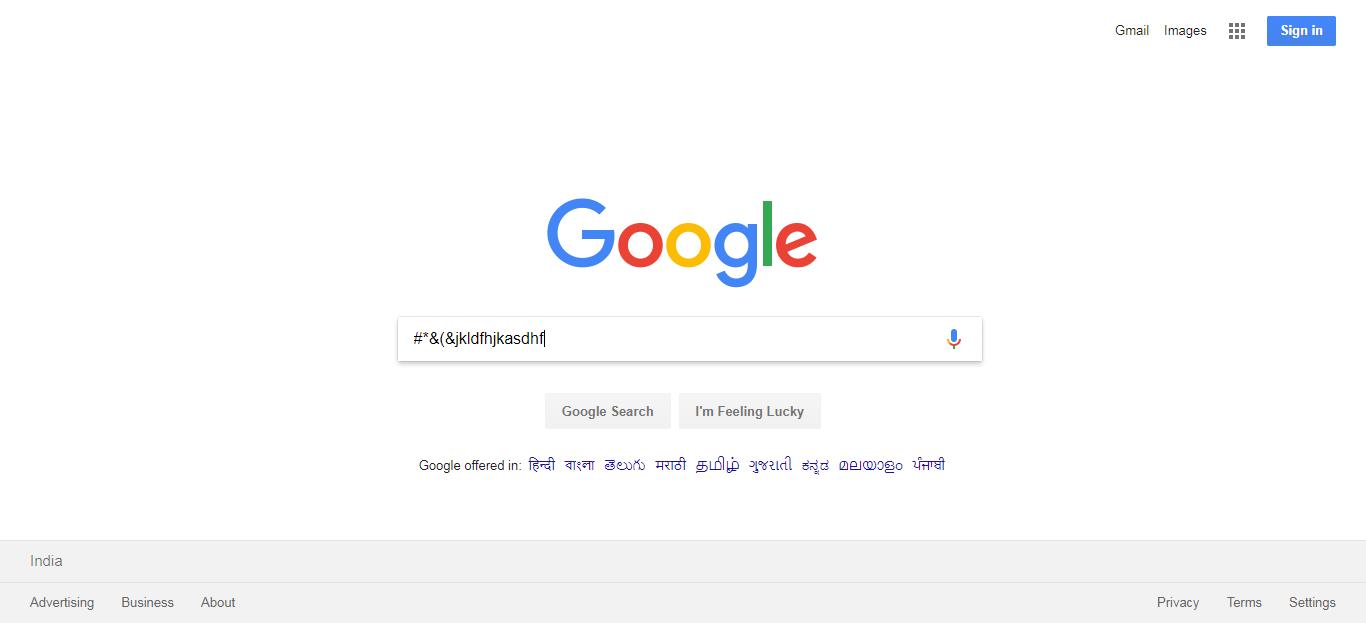 Gmail Images Sign in
Google
#*&(&jkldfhjkasdhf
Google Search I'm Feeling Lucky
Google offered in: हिन्दी বাংলা తెలుగు मराठी தமிழ் ગુજરાતી ಕನ್ನಡ മലയാളം ਪੰਜਾਬੀ
India
Advertising Business About Privacy Terms Settings